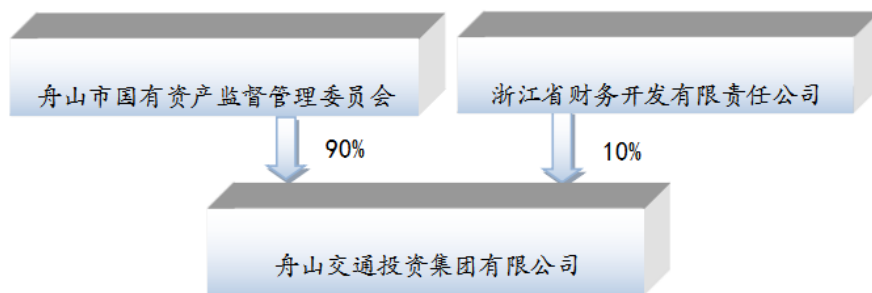 舟山市国有资产监督管理委员会
浙江省财务开发有限责任公司
90%
10%
舟山交通投资集团有限公司